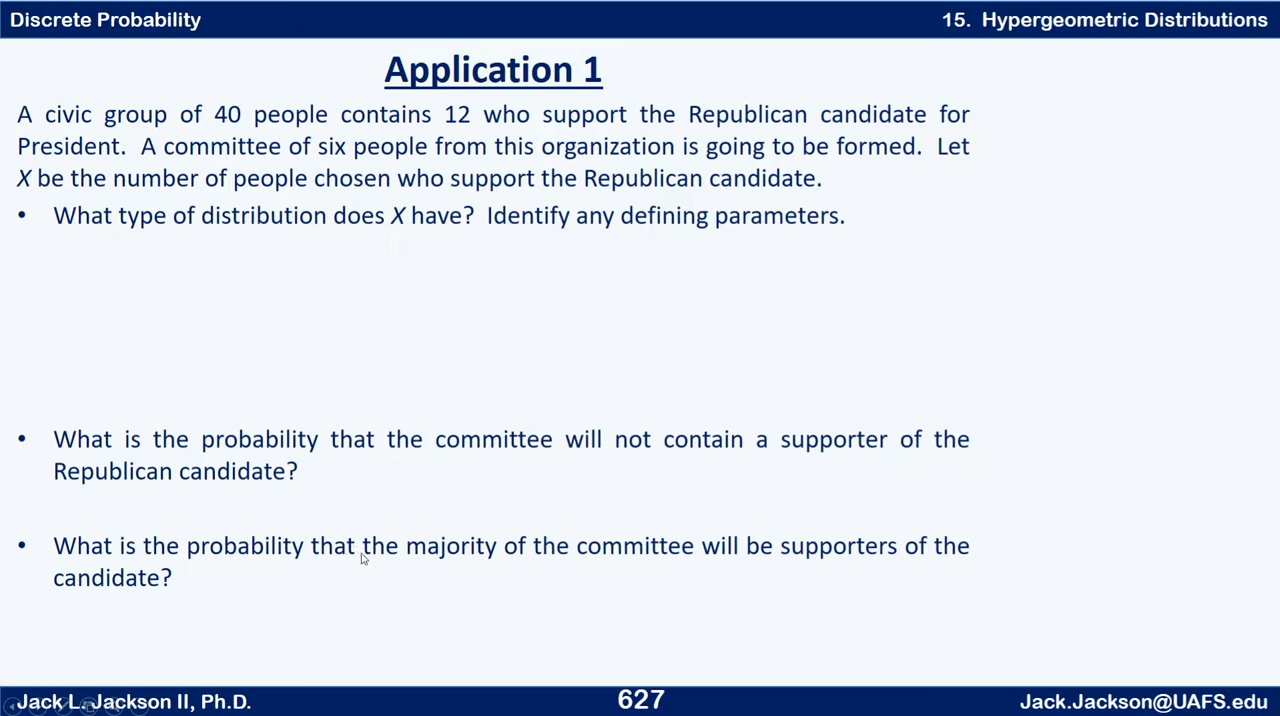 Discrete Probability
15. Hypergeometric Distributions
Application 1
A civic group of 40 people contains 12 who support the Republican candidate for
President. A committee of six people from this organization is going to be formed. Let
X be the number of people chosen who support the Republican candidate.
• What type of distribution does X have? Identify any defining parameters.
• What is the probability that the committee will not contain a supporter of the
Republican candidate?
• What is the probability that the majority of the committee will be supporters of the
candidate?
Jack L. Jackson II, Ph.D.
627
Jack.Jackson@UAFS.edu